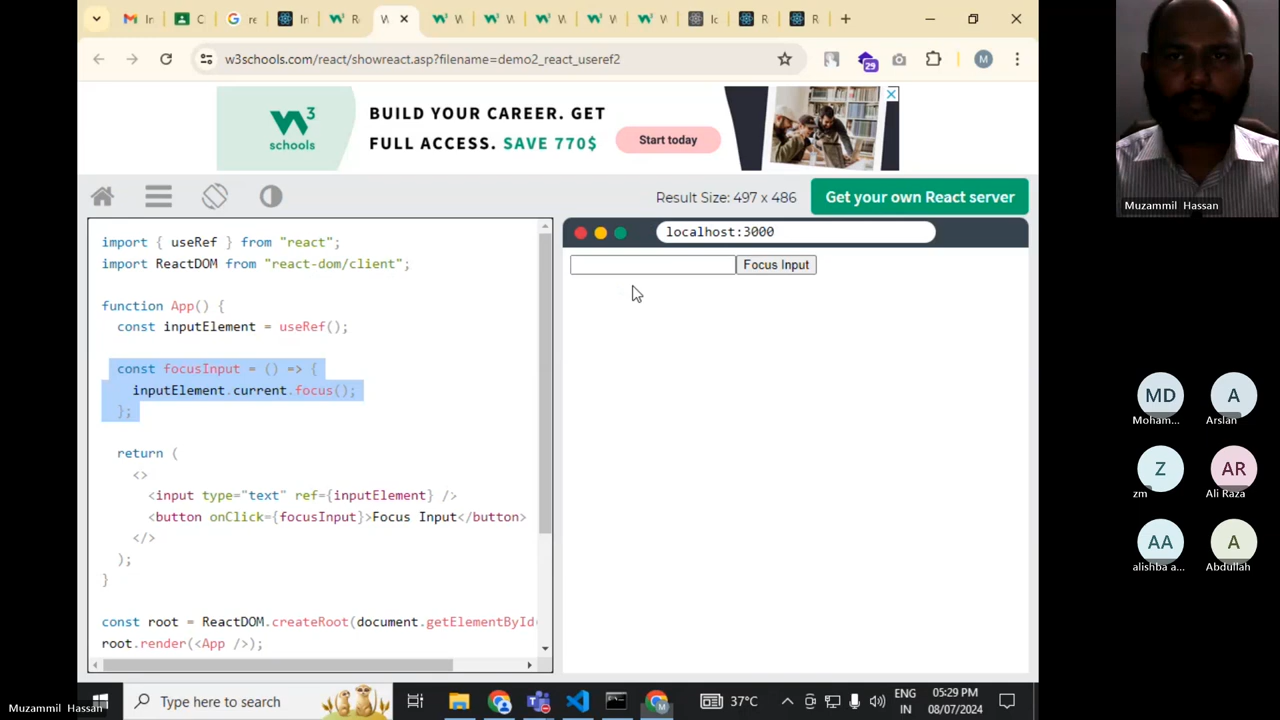 w3schools.com/react/showreact.asp?filename=demo2_react_useref2
29
M
W3
schools
BUILD YOUR CAREER. GET
FULL ACCESS. SAVE 770$
Start today
Result Size: 497 x 486
Get your own React server
localhost:3000
Focus Input
import { useRef } from "react";
import ReactDOM from "react-dom/client";
function App() {
const inputElement = useRef();
const focusInput = () => {
inputElement.current.focus();
};
return (
<>
<input type="text" ref={inputElement} />
<button onClick={focusInput}>Focus Input</button>
</>
);
}
const root = ReactDOM.createRoot(document.getElementById(
root.render(<App />);
Type here to search
37°C
ENG
IN
05:29 PM
08/07/2024
Muzammil Hassan
Muzammil Hassan
MD
Moham...
A
Arslan
Z
zm
AR
Ali Raza
AA
alishba a...
A
Abdullah